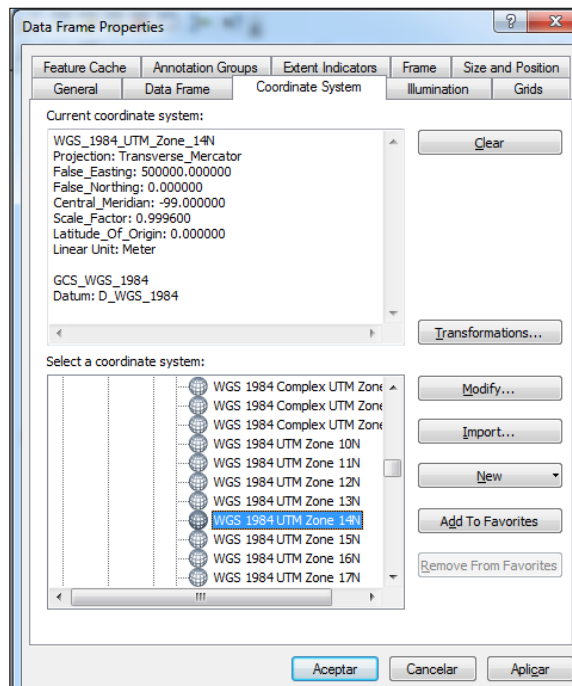 Data Frame Properties
Feature Cache Annotation Groups Extent Indicators Frame Size and Position
General Data Frame Coordinate System Illumination Grids
Current coordinate system:
WGS_1984_UTM_Zone_14N
Projection: Transverse_Mercator
False_Easting: 500000.000000
False_Northing: 0.000000
Central_Meridian: -99.000000
Scale_Factor: 0.999600
Latitude_Of_Origin: 0.000000
Linear Unit: Meter
GCS_WGS_1984
Datum: D_WGS_1984
Clear
Transformations...
Select a coordinate system:
WGS 1984 Complex UTM Zone
WGS 1984 Complex UTM Zone
WGS 1984 Complex UTM Zone
WGS 1984 UTM Zone 10N
WGS 1984 UTM Zone 11N
WGS 1984 UTM Zone 12N
WGS 1984 UTM Zone 13N
WGS 1984 UTM Zone 14N
WGS 1984 UTM Zone 15N
WGS 1984 UTM Zone 16N
WGS 1984 UTM Zone 17N
Modify...
Import...
New
Add To Favorites
Remove From Favorites
Aceptar Cancelar Aplicar